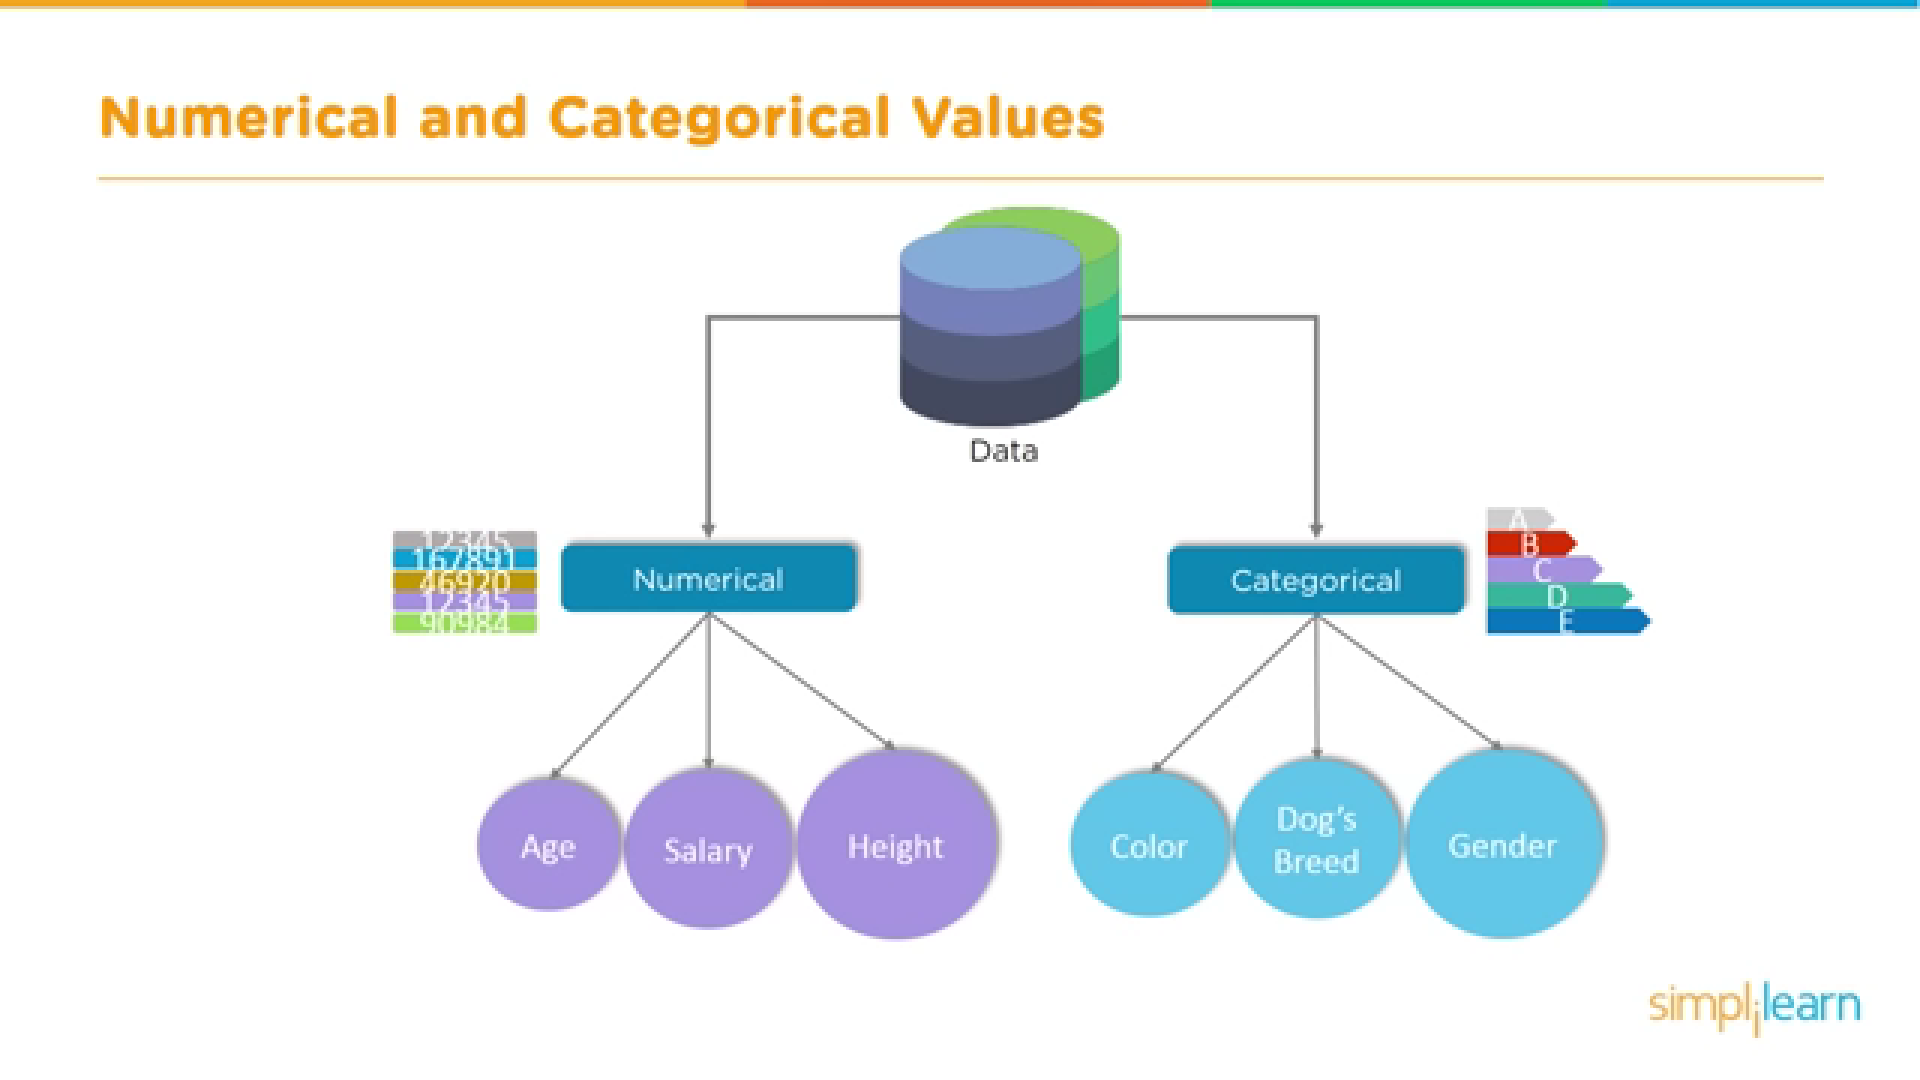 Numerical and Categorical Values
Data
12345
167891
46920
12345
90984
Numerical
Categorical
A
B
C
D
E
Age
Salary
Height
Color
Dog's
Breed
Gender
simplilearn